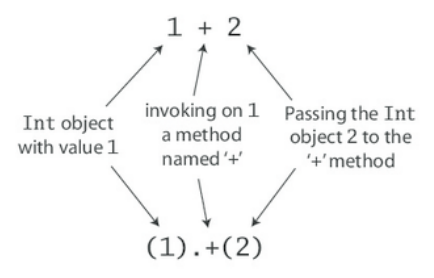 1 + 2
Int object
with value 1
invoking on 1
a method
named '+'
Passing the Int
object 2 to the
'+' method
(1).+(2)